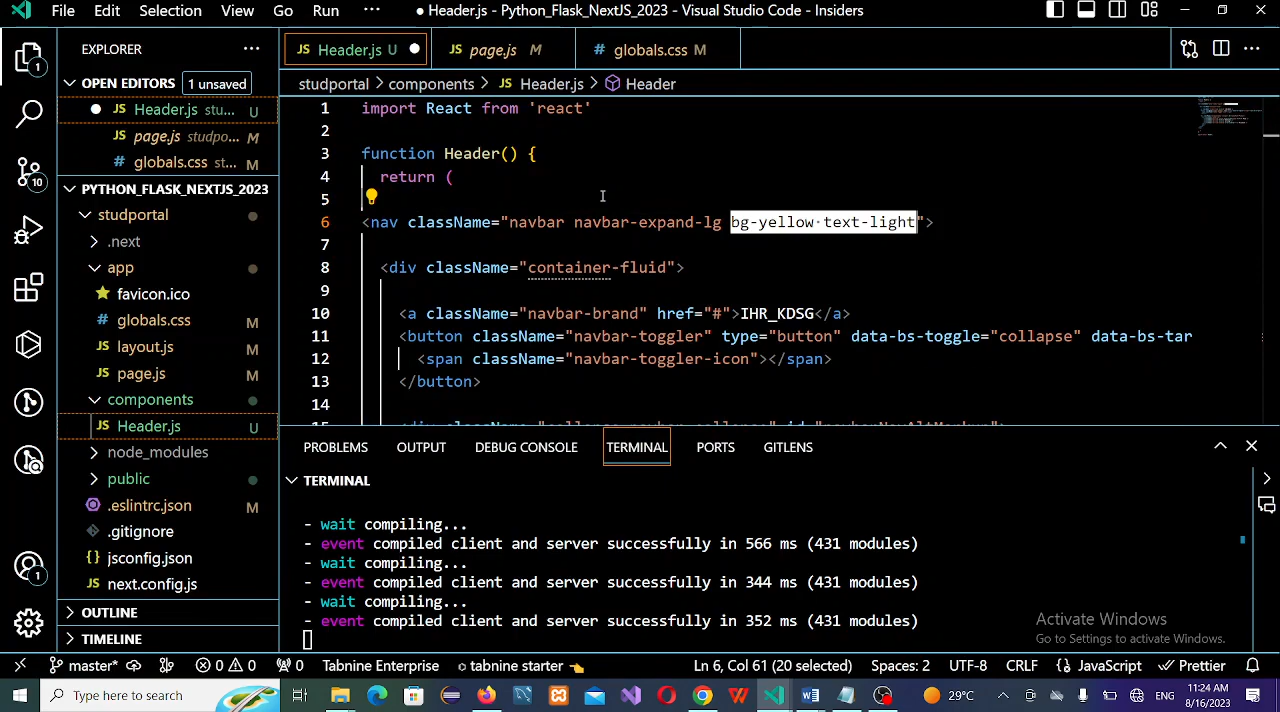 File Edit Selection View Go Run ··· ● Header.js - Python_Flask_NextJS_2023 - Visual Studio Code - Insiders
EXPLORER ···
OPEN EDITORS 1 unsaved
● JS Header.js stu... U
JS page.js studpo... M
# globals.css st... M
PYTHON_FLASK_NEXTJS_2023
studportal
.next
app
favicon.ico
# globals.css M
JS layout.js M
JS page.js M
components
JS Header.js U
node_modules
public
.eslintrc.json M
.gitignore
{} jsconfig.json
JS next.config.js
OUTLINE
TIMELINE
1
10
1
JS Header.js U ●
JS page.js M
# globals.css M
studportal > components > JS Header.js > Header
1 import React from 'react'
2
3 function Header() {
4 return (
5
6 <nav className="navbar navbar-expand-lg bg-yellow·text-light">
7
8 <div className="container-fluid">
9
10 <a className="navbar-brand" href="#">IHR_KDSG</a>
11 <button className="navbar-toggler" type="button" data-bs-toggle="collapse" data-bs-tar
12 <span className="navbar-toggler-icon"></span>
13 </button>
14
PROBLEMS OUTPUT DEBUG CONSOLE TERMINAL PORTS GITLENS
TERMINAL
- wait compiling...
- event compiled client and server successfully in 566 ms (431 modules)
- wait compiling...
- event compiled client and server successfully in 344 ms (431 modules)
- wait compiling...
- event compiled client and server successfully in 352 ms (431 modules)
Activate Windows
Go to Settings to activate Windows.
master* 0 0 0 Tabnine Enterprise tabnine starter Ln 6, Col 61 (20 selected) Spaces: 2 UTF-8 CRLF {} JavaScript Prettier
Type here to search
29°C ENG 11:24 AM
8/16/2023